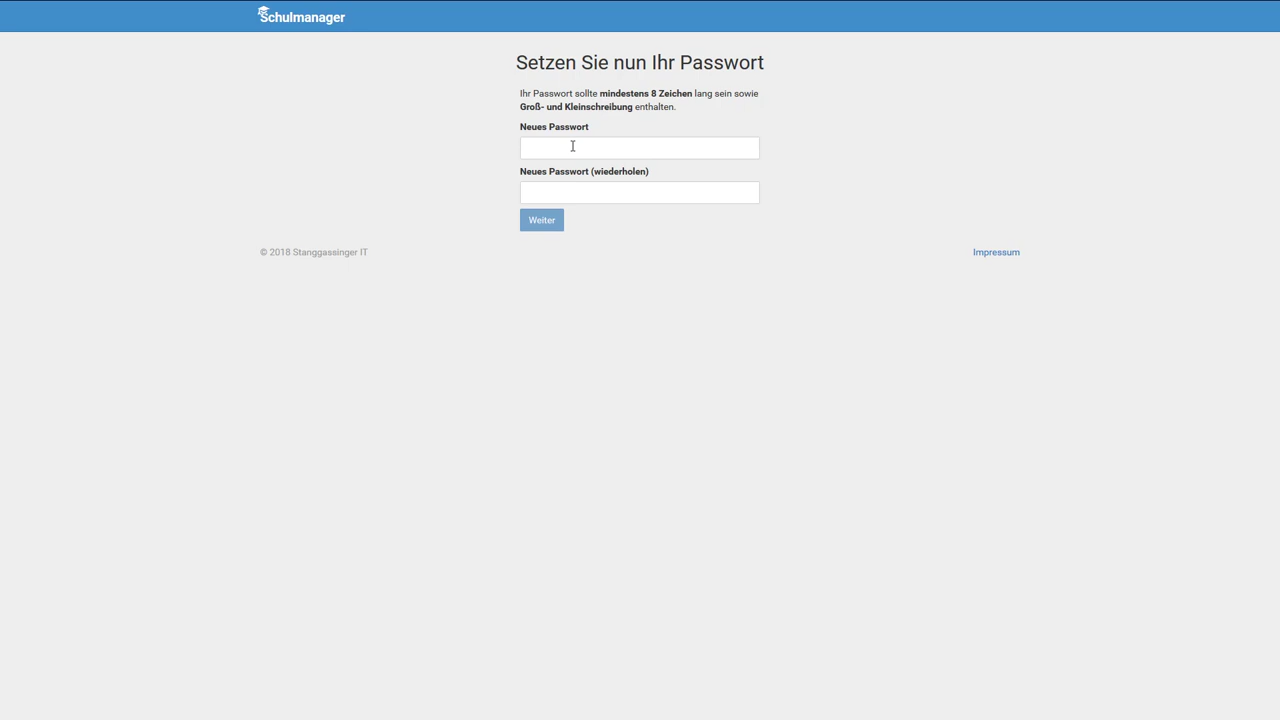 Schulmanager
Setzen Sie nun Ihr Passwort
Ihr Passwort sollte mindestens 8 Zeichen lang sein sowie
Groß- und Kleinschreibung enthalten.
Neues Passwort
Neues Passwort (wiederholen)
Weiter
© 2018 Stanggassinger IT
Impressum